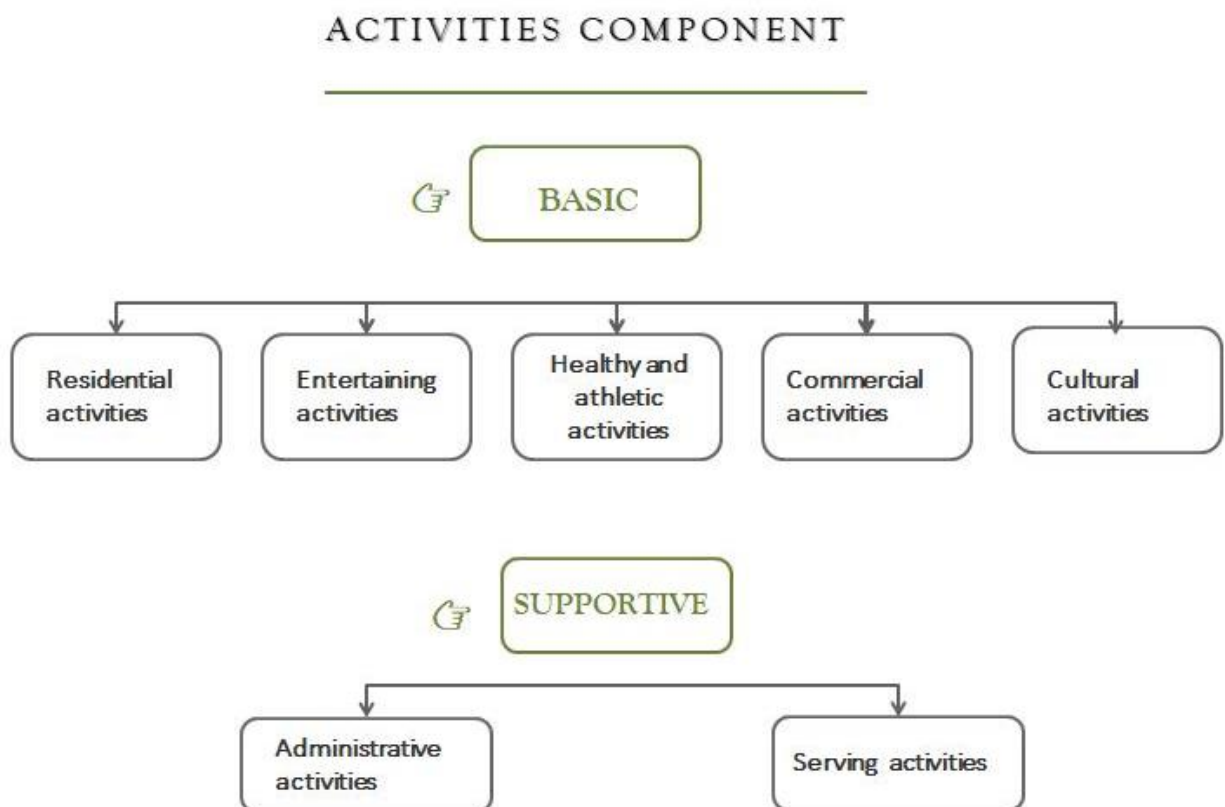 ACTIVITIES COMPONENT
BASIC
Residential
activities
Entertaining
activities
Healthy and
athletic
activities
Commercial
activities
Cultural
activities
SUPPORTIVE
Administrative
activities
Serving activities